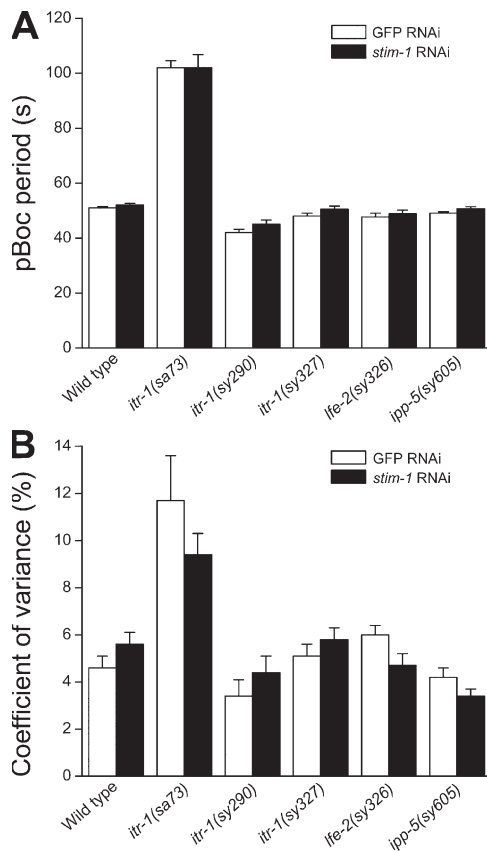 A
pBoc period (s)
120
100
80
60
40
20
0
GFP RNAi
stim-1 RNAi
Wild type
itr-1(sa73)
itr-1(sy290)
itr-1(sy327)
lfe-2(sy326)
ipp-5(sy605)
B
Coefficient of variance (%)
14
12
10
8
6
4
2
0
GFP RNAi
stim-1 RNAi
Wild type
itr-1(sa73)
itr-1(sy290)
itr-1(sy327)
lfe-2(sy326)
ipp-5(sy605)